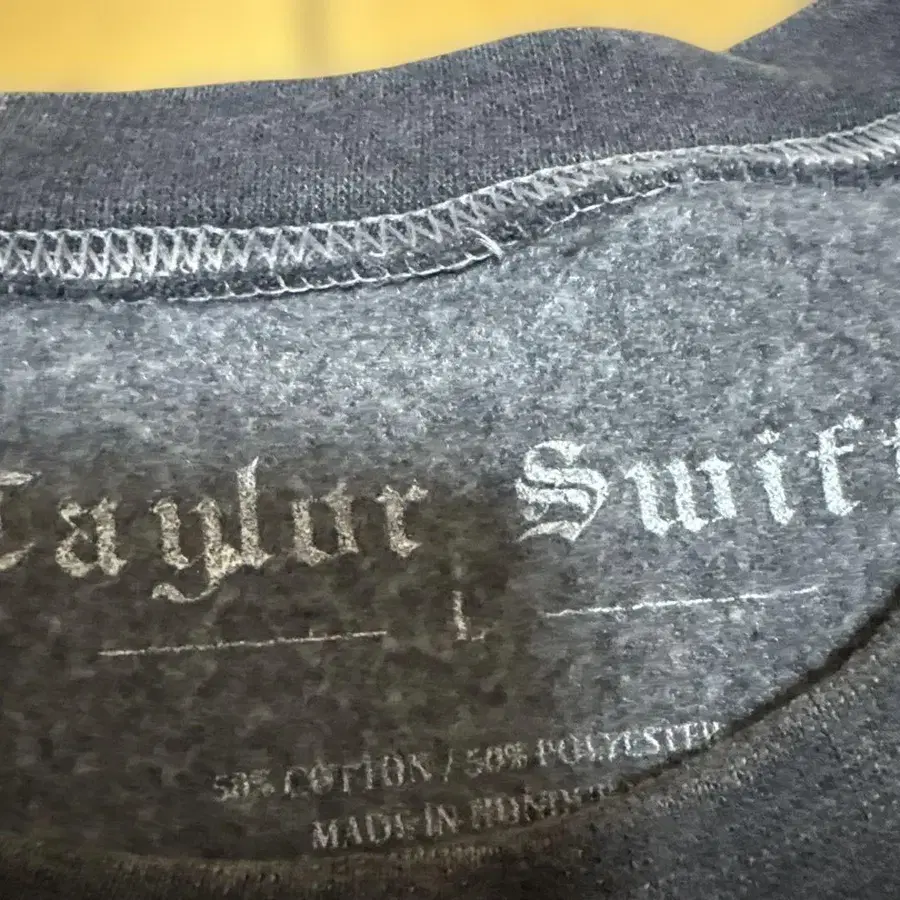 Taylor Swift
L
50% COTTON / 50% POLYESTER
MADE IN